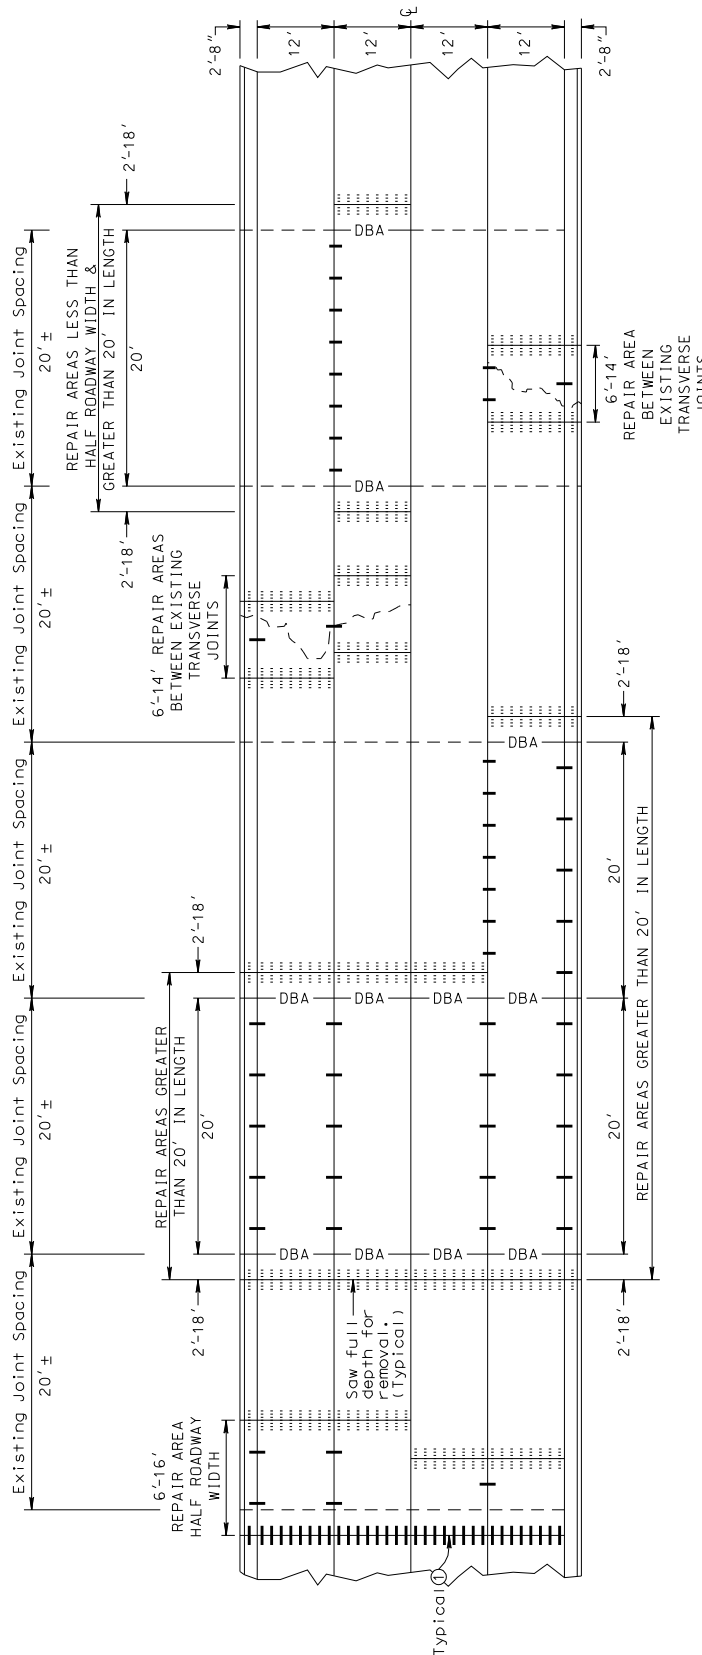 Existing Joint Spacing
20'±
Existing Joint Spacing
20'±
Existing Joint Spacing
20'±
Existing Joint Spacing
20'±
Existing Joint Spacing
20'±
6'-16'
REPAIR AREA
HALF ROADWAY
WIDTH
REPAIR AREAS GREATER
THAN 20' IN LENGTH
2'-18'
20'
2'-18'
6'-14' REPAIR AREAS
BETWEEN EXISTING
TRANSVERSE
JOINTS
REPAIR AREAS LESS THAN
HALF ROADWAY WIDTH &
GREATER THAN 20' IN LENGTH
2'-18'
20'
2'-18'
2'-8"
12'
12'
℄
12'
12'
2'-8"
Saw full
depth for
removal.
(Typical)
DBA
DBA
DBA
DBA
DBA
DBA
DBA
DBA
DBA
DBA
DBA
Typical ①
2'-18'
20'
20'
2'-18'
REPAIR AREAS GREATER THAN 20' IN LENGTH
6'-14'
REPAIR AREA
BETWEEN
EXISTING
TRANSVERSE
JOINTS